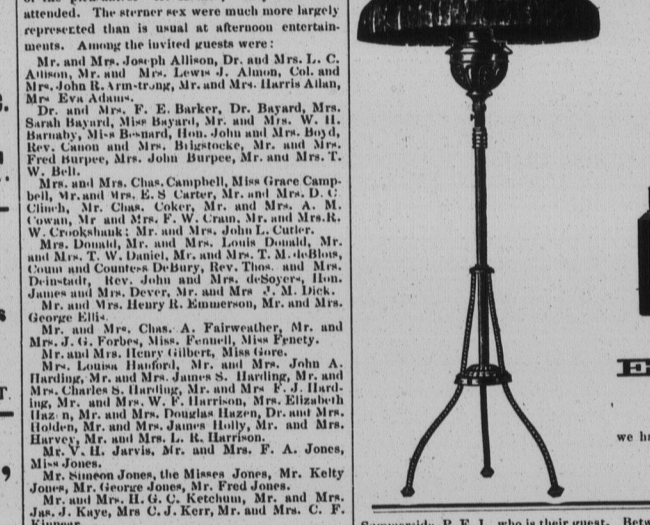 attended. The sterner sex were much more largely
represented than is usual at afternoon entertain-
ments. Among the invited guests were:
Mr. and Mrs. Joseph Allison, Dr. and Mrs. L. C.
Allison, Mr. and Mrs. Lewis J. Almon, Col. and
Mrs. John R. Armstrong, Mr. and Mrs. Harris Allan,
Mrs Eva Adams.
Dr. and Mrs. F. E. Barker, Dr. Bayard, Mrs.
Sarah Bayard, Miss Bayard, Mr. and Mrs. W. H.
Barnaby, Miss Besnard, Hon. John and Mrs. Boyd,
Rev. Canon and Mrs. Brigstocke, Mr. and Mrs.
Fred Burpee, Mrs. John Burpee, Mr. and Mrs. T.
W. Bell.
Mrs. and Mrs. Chas. Campbell, Miss Grace Camp-
bell, Mr. and Mrs. E. S Carter, Mr. and Mrs. D. C.
Clinch, Mr. Chas. Coker, Mr. and Mrs. A. M.
Cowan, Mr and Mrs. F. W. Cram, Mr. and Mrs. R.
W. Crookshank: Mr. and Mrs. John L. Cutler.
Mrs. Donald, Mr. and Mrs. Louis Donald, Mr.
and Mrs. T. W. Daniel, Mr. and Mrs. T. M. deBlois,
Count and Countess DeBury, Rev. Thos. and Mrs.
Deinstadt, Rev. John and Mrs. deSoyers, Hon.
James and Mrs. Dever, Mr. and Mrs J. M. Dick.
Mr. and Mrs. Henry R. Emmerson, Mr. and Mrs.
George Ellis.
Mr. and Mrs. Chas. A. Fairweather, Mr. and
Mrs. J. G. Forbes, Miss. Fennell, Miss Fenety.
Mr. and Mrs. Henry Gilbert, Miss Gore.
Mrs. Louisa Hanford, Mr. and Mrs. John A.
Harding, Mr. and Mrs. James S. Harding, Mr. and
Mrs. Charles S. Harding, Mr. and Mrs F. J. Hard-
ing, Mr. and Mrs. W. F. Harrison, Mrs. Elizabeth
Hazen, Mr. and Mrs. Douglas Hazen, Dr. and Mrs.
Holden, Mr. and Mrs. James Holly, Mr. and Mrs.
Harvey, Mr. and Mrs. L. R. Harrison.
Mr. V. H. Jarvis, Mr. and Mrs. F. A. Jones,
Miss Jones.
Mr. Simeon Jones, the Misses Jones, Mr. Kelty
Jones, Mr. George Jones, Mr. Fred Jones.
Mr. and Mrs. H. G. C. Ketchum, Mr. and Mrs.
Jas. J. Kaye, Mrs C. J. Kerr, Mr. and Mrs. C. F.
Kinnear
E
we ha
Summerside, P. E. I., who is their guest.